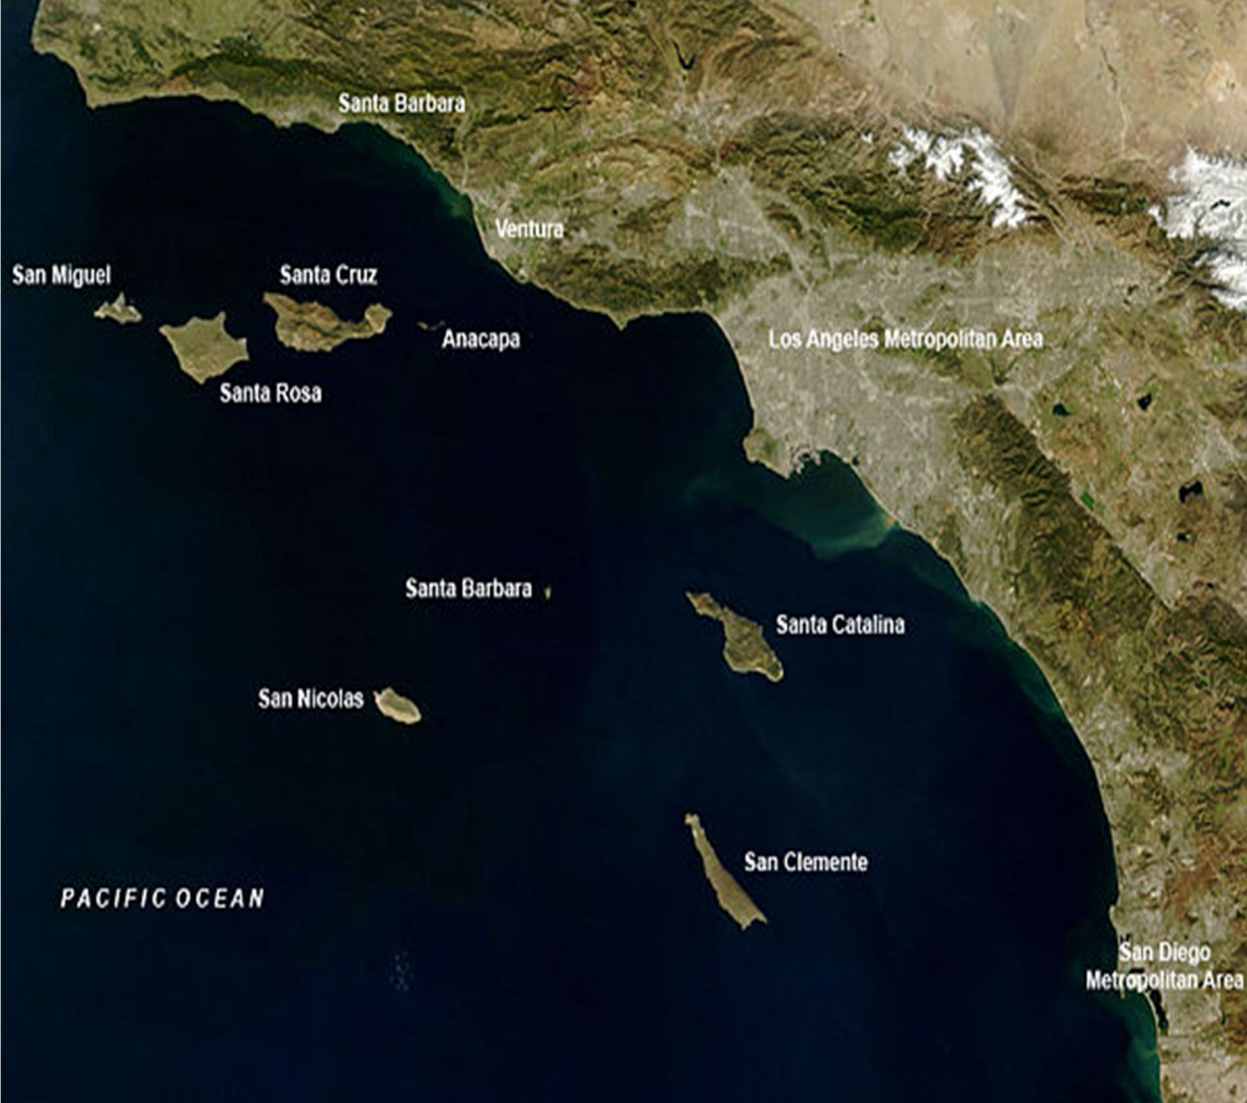 Santa Barbara
Ventura
San Miguel
Santa Cruz
Anacapa
Los Angeles Metropolitan Area
Santa Rosa
Santa Barbara
Santa Catalina
San Nicolas
San Clemente
PACIFIC OCEAN
San Diego
Metropolitan Area